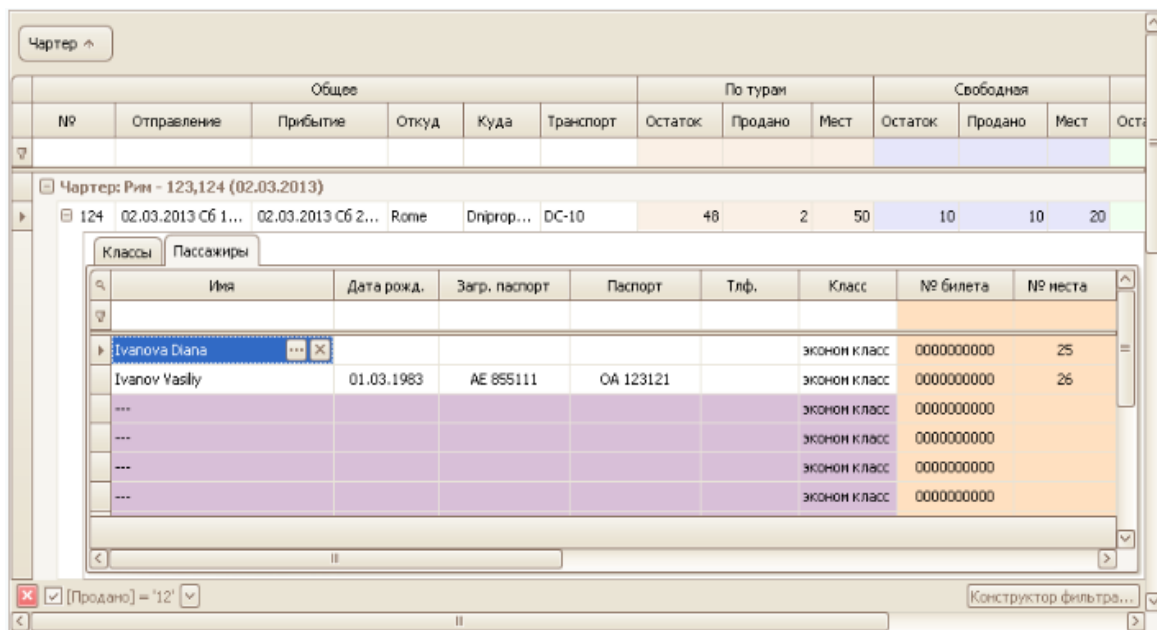 Чартер
Общее По турам Свободная
№ Отправление Прибытие Откуд Куда Транспорт Остаток Продано Мест Остаток Продано Мест Оста
Чартер: Рим - 123,124 (02.03.2013)
124 02.03.2013 Сб 1... 02.03.2013 Сб 2... Rome Dniprop... DC-10 48 2 50 10 10 20
Классы Пассажиры
Имя Дата рожд. Загр. паспорт Паспорт Тлф. Класс № билета № места
Ivanova Diana ... эконом класс 0000000000 25
Ivanov Vasiliy 01.03.1983 AE 855111 OA 123121 эконом класс 0000000000 26
--- эконом класс 0000000000
--- эконом класс 0000000000
--- эконом класс 0000000000
--- эконом класс 0000000000
[Продано] = '12' Конструктор фильтра...